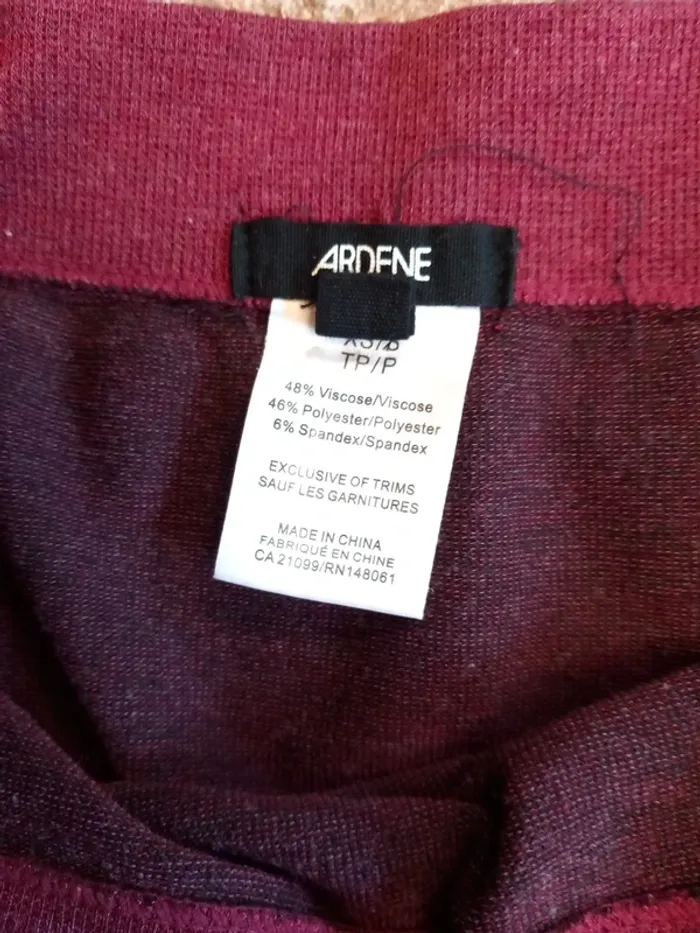 ARDENE
XS/S
TP/P
48% Viscose/Viscose
46% Polyester/Polyester
6% Spandex/Spandex
EXCLUSIVE OF TRIMS
SAUF LES GARNITURES
MADE IN CHINA
FABRIQUÉ EN CHINE
CA 21099/RN148061